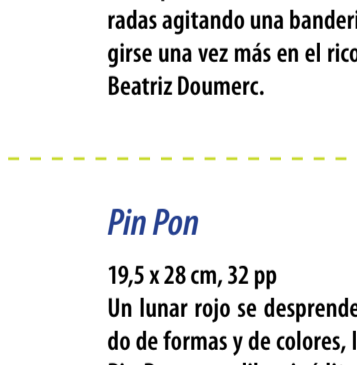 radas agitando una banderi
girse una vez más en el rico
Beatriz Doumerc.
Pin Pon
19,5 x 28 cm, 32 pp
Un lunar rojo se desprende
do de formas y de colores, l